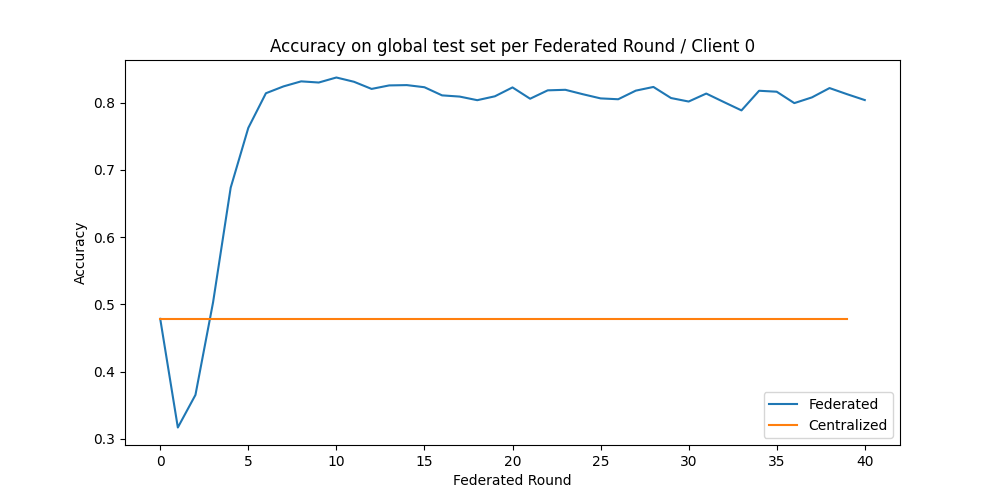 Accuracy on global test set per Federated Round / Client 0
Accuracy
0.8
0.7
0.6
0.5
0.4
0.3
0 5 10 15 20 25 30 35 40
Federated Round
Federated
Centralized